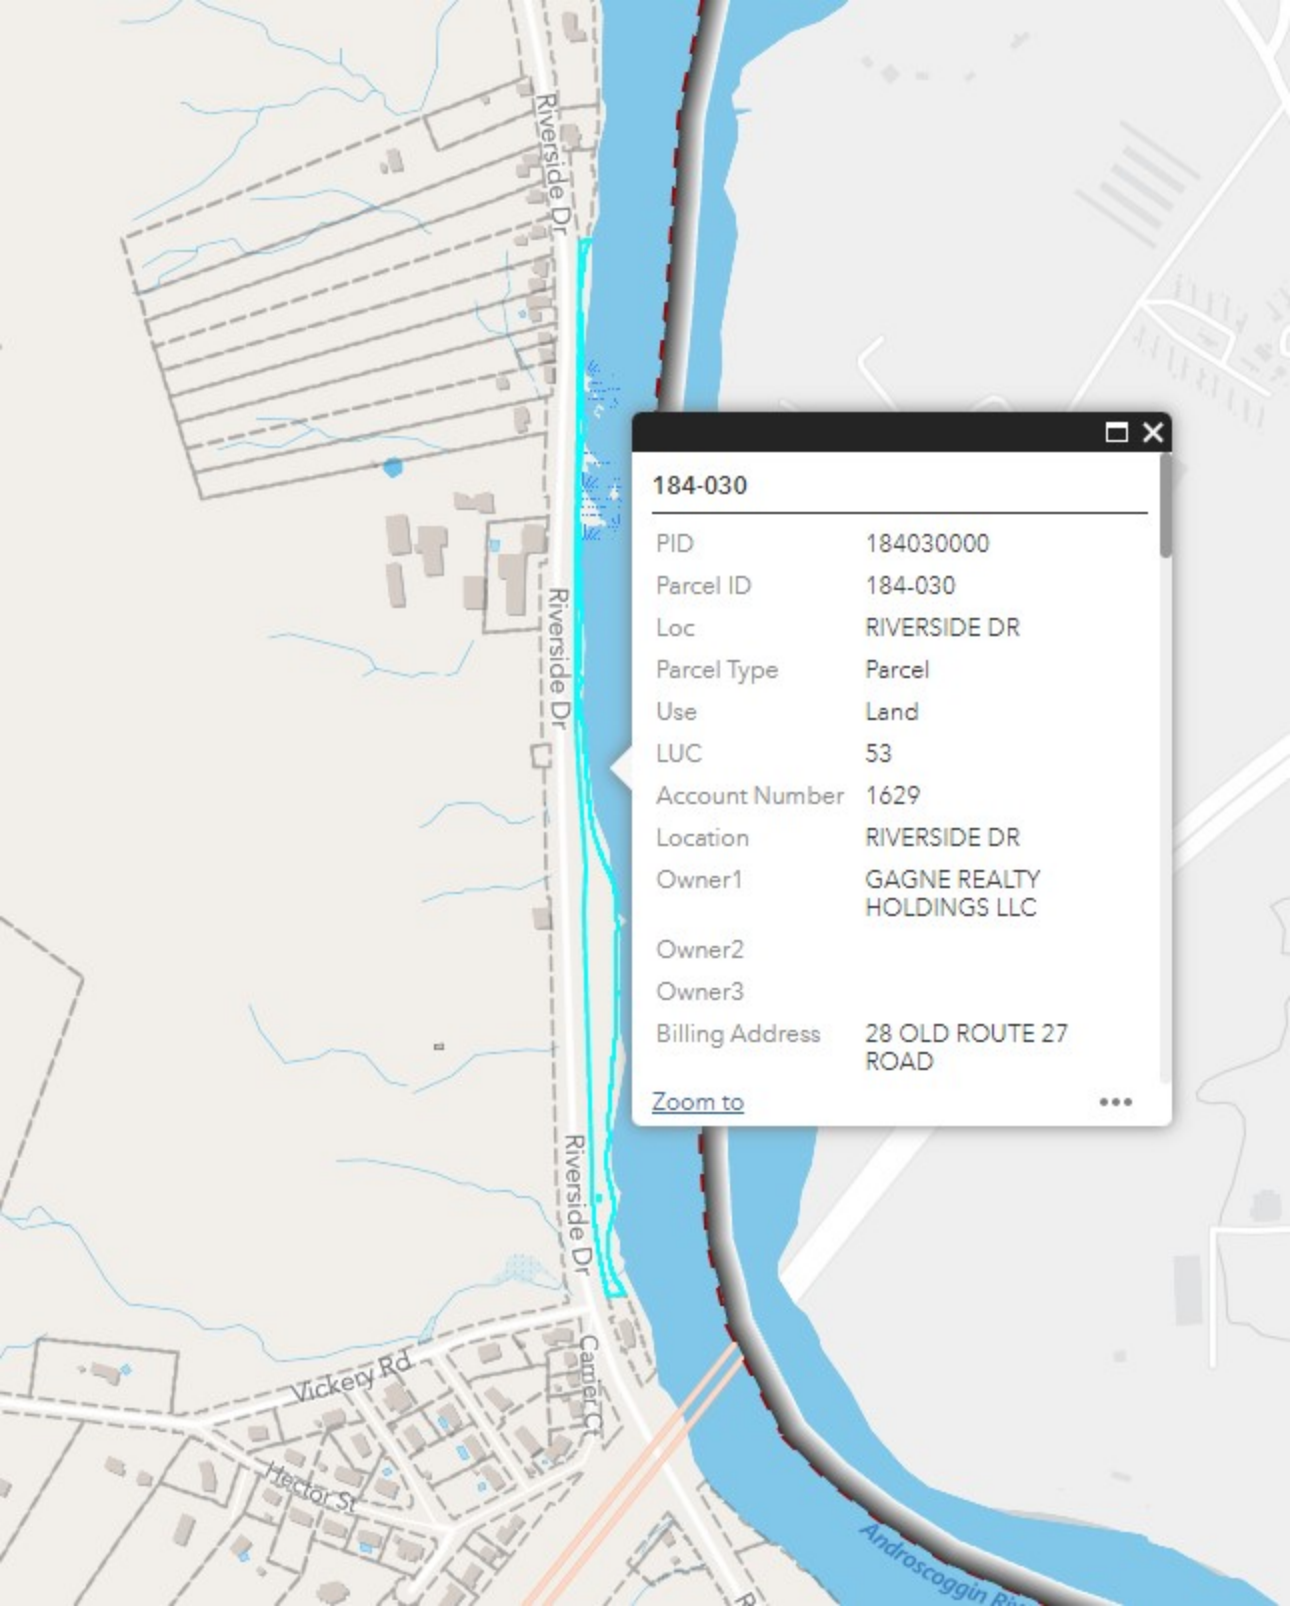 Riverside Dr
184-030
PID 184030000
Parcel ID 184-030
Loc RIVERSIDE DR
Parcel Type Parcel
Use Land
LUC 53
Account Number 1629
Location RIVERSIDE DR
Owner1 GAGNE REALTY
HOLDINGS LLC
Owner2
Owner3
Billing Address 28 OLD ROUTE 27
ROAD
Zoom to
Riverside Dr
Riverside Dr
Vickery Rd
Carrier Ct
Hector St
Androscoggin Riv
R